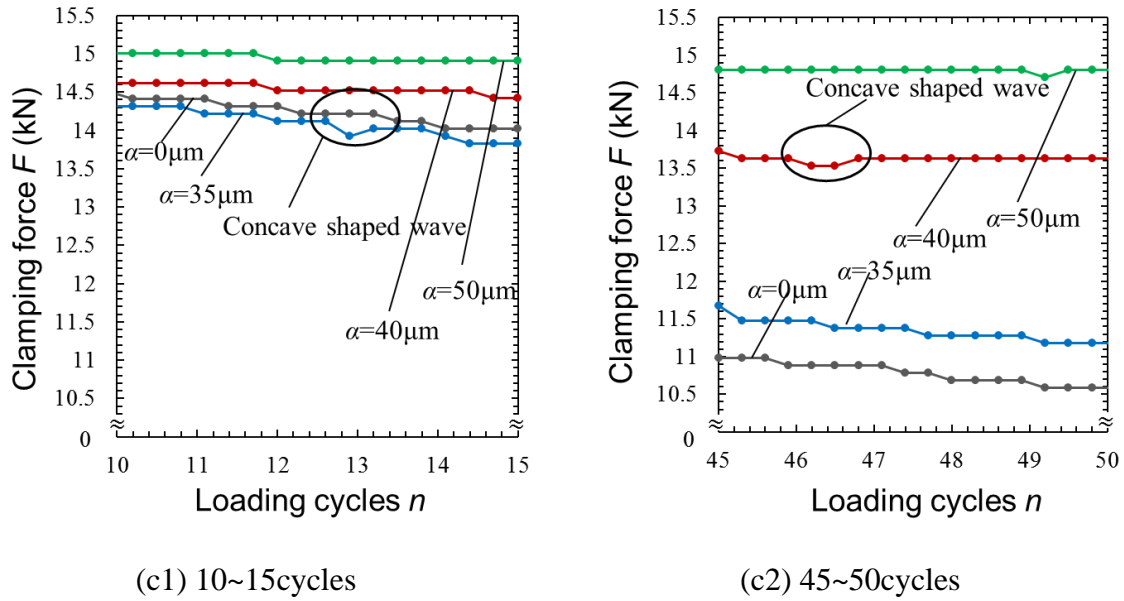 15.5
15
14.5
14
13.5
13
12.5
12
11.5
11
10.5
0
Clamping force F (kN)
α=0μm
α=35μm
Concave shaped wave
α=50μm
α=40μm
≈
≈
10
11
12
13
14
15
Loading cycles n
(c1) 10~15cycles
15.5
15
14.5
14
13.5
13
12.5
12
11.5
11
10.5
0
Clamping force F (kN)
Concave shaped wave
α=50μm
α=40μm
α=35μm
α=0μm
≈
≈
45
46
47
48
49
50
Loading cycles n
(c2) 45~50cycles